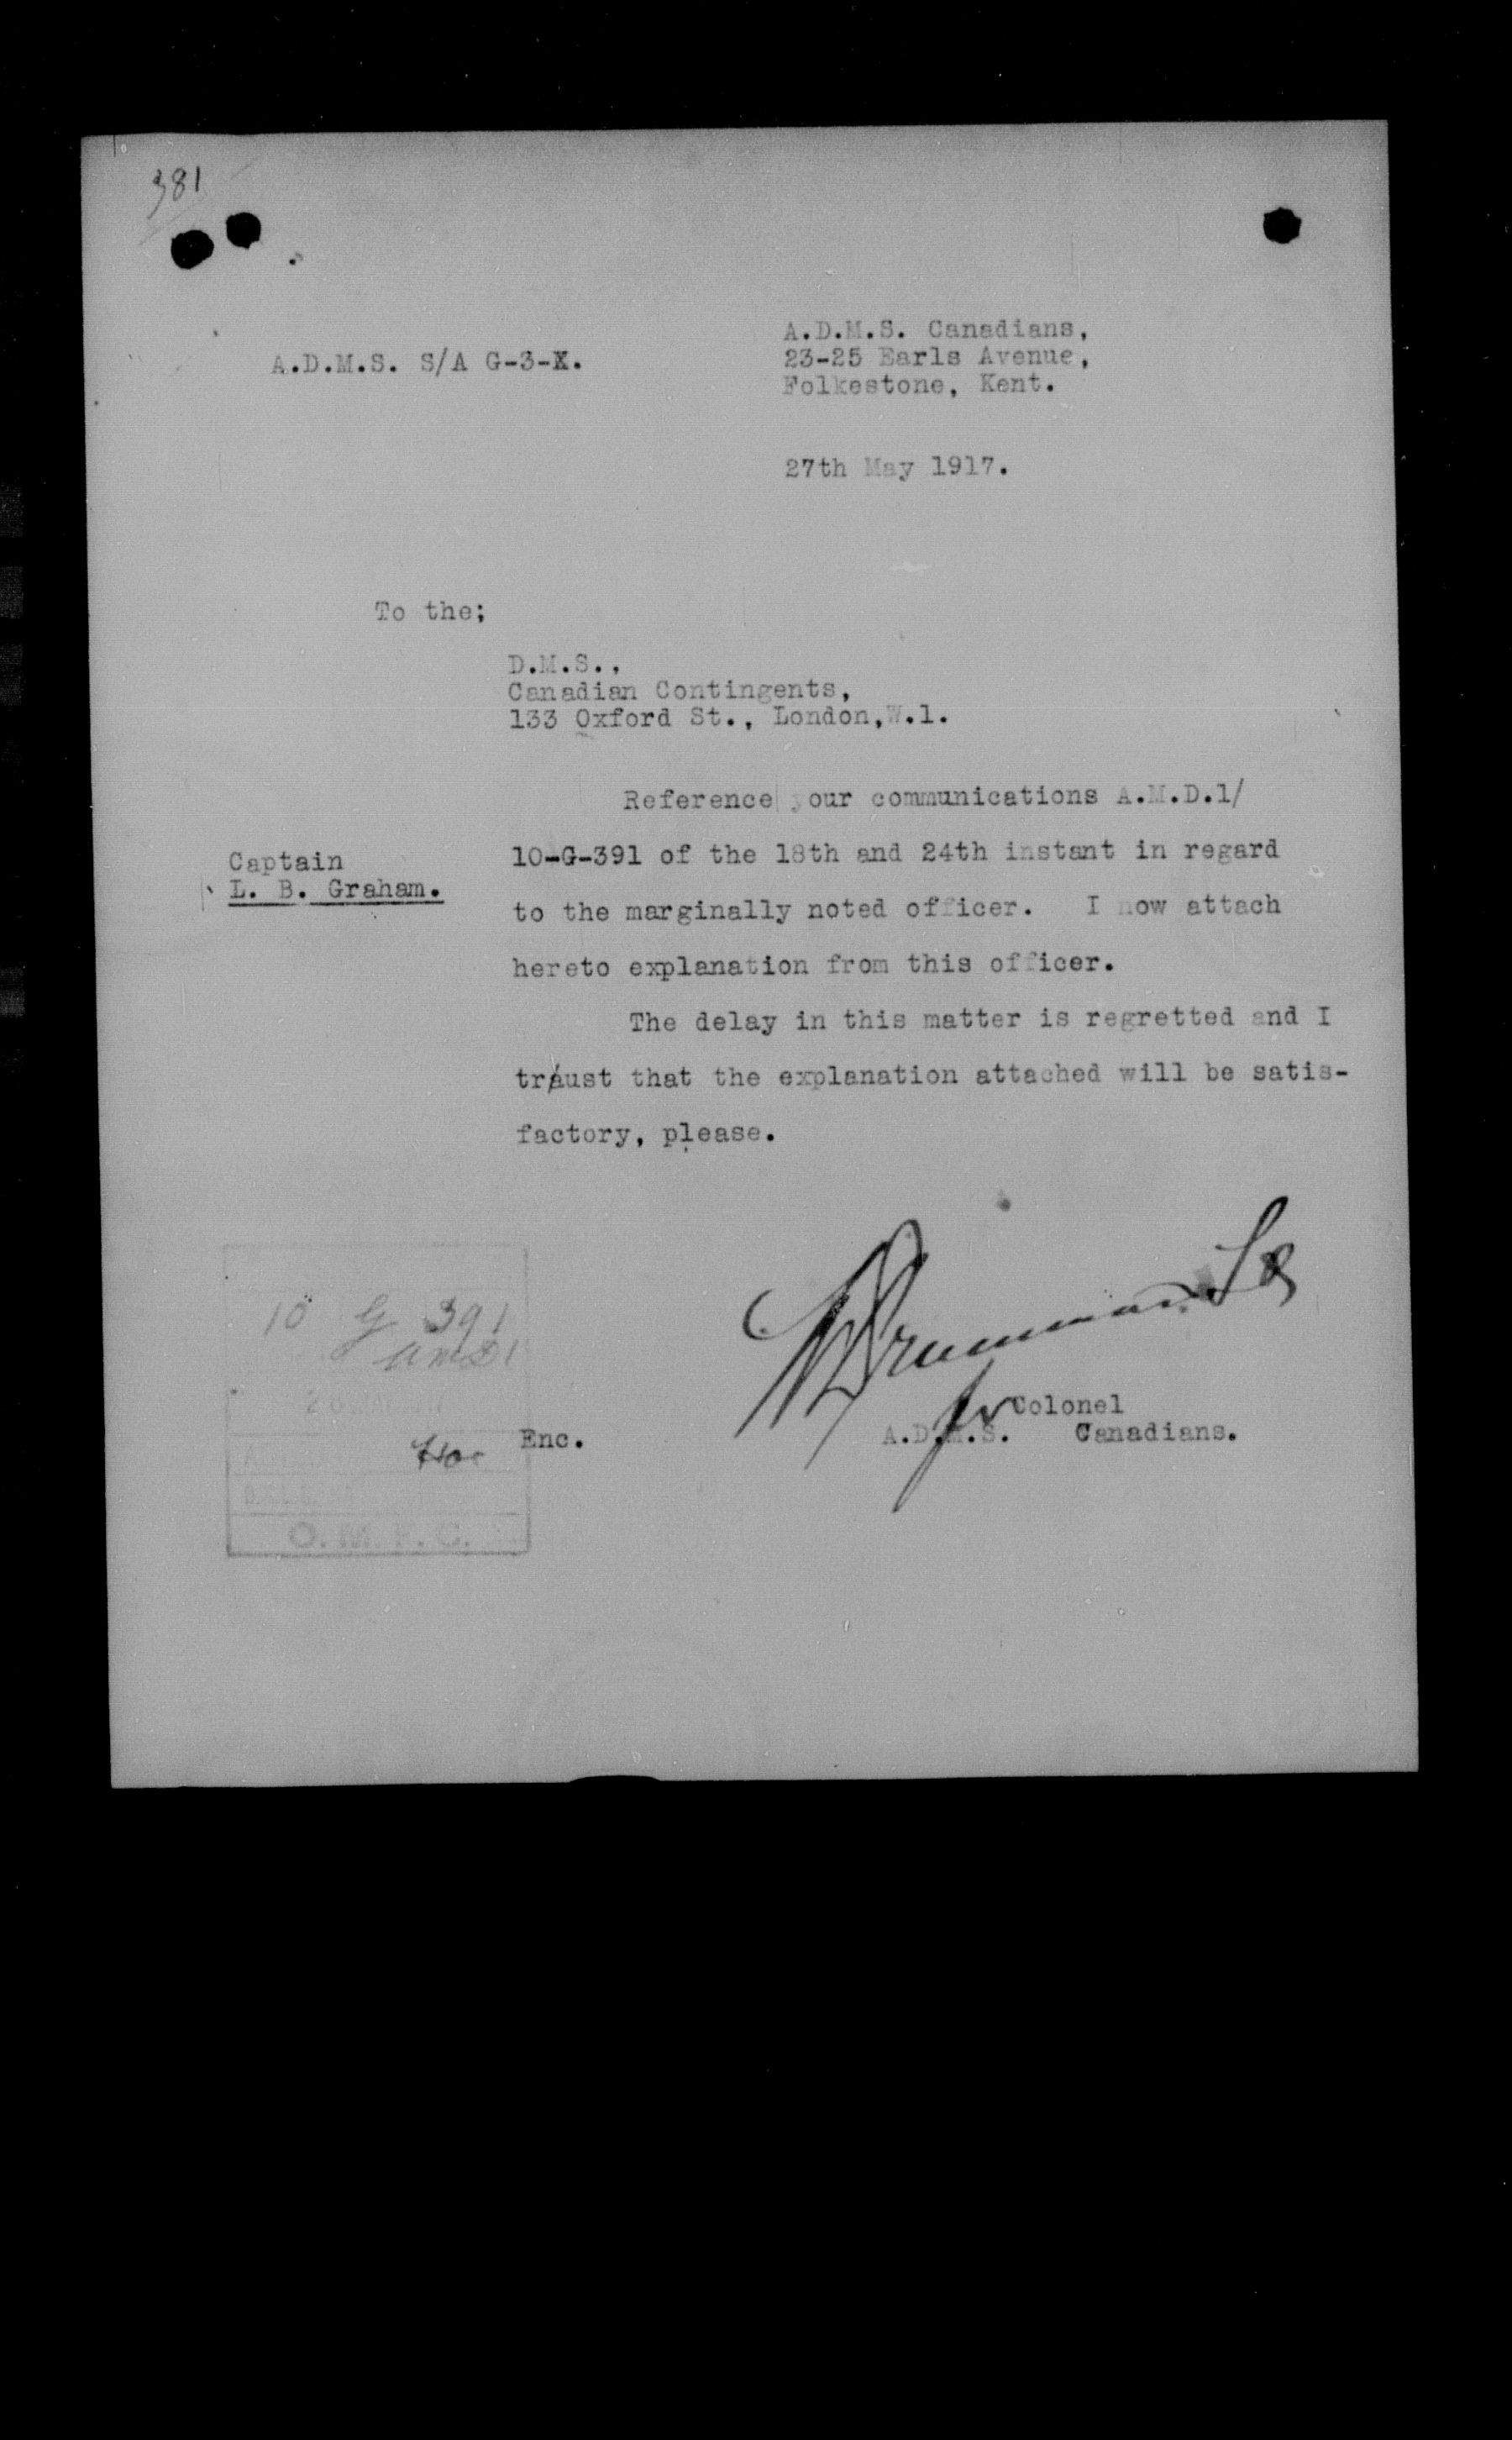 381
A.D.M.S. Canadians,
A.D.M.S. S/A G-3-X.
23-25 Earls Avenue,
Folkestone, Kent.
27th May 1917.
To the;
D.M.S.,
Canadian Contingents,
133 Oxford St., London, W.1.
Reference your communications A.M.D.1/
10-G-391 of the 18th and 24th instant in regard
Captain
L. B. Graham.
to the marginally noted officer. I now attach
hereto explanation from this officer.
The delay in this matter is regretted and I
traust that the explanation attached will be satis-
factory, please.
10 G 391
AMD1
for Colonel
A.D.M.S. Canadians.
Enc.
O.M.F.C.